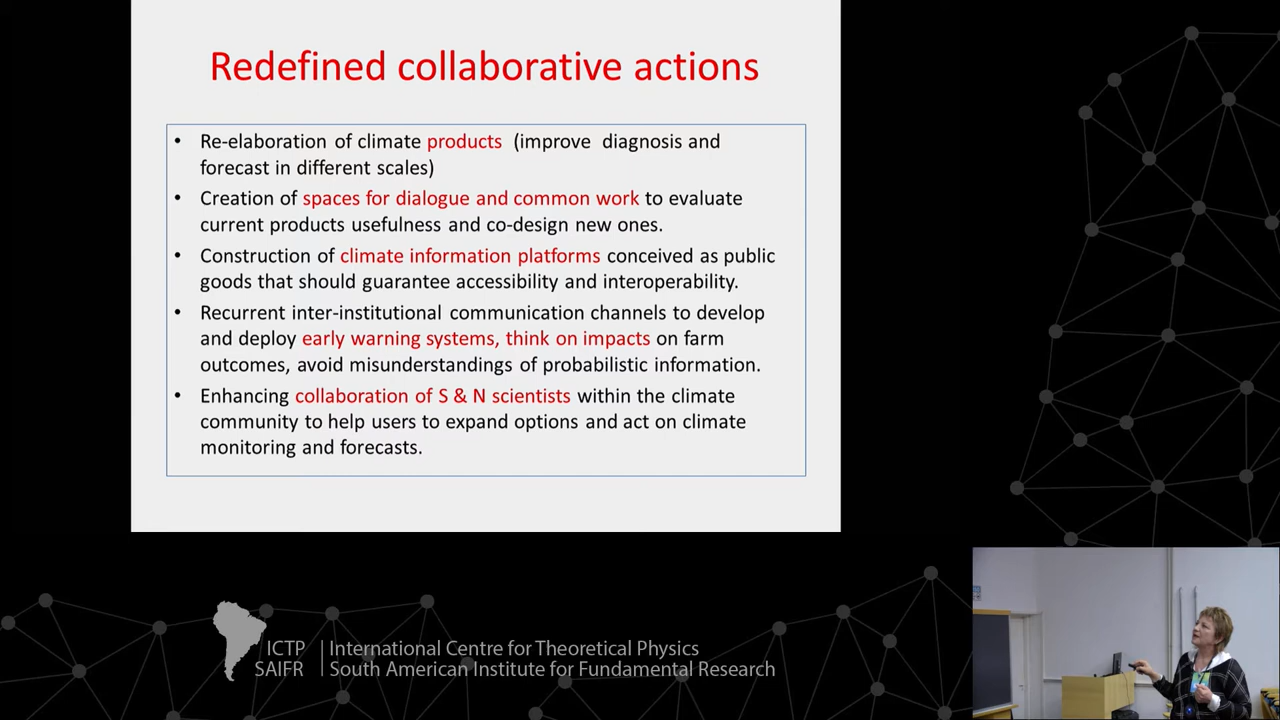 Redefined collaborative actions
• Re-elaboration of climate products (improve diagnosis and
forecast in different scales)
• Creation of spaces for dialogue and common work to evaluate
current products usefulness and co-design new ones.
• Construction of climate information platforms conceived as public
goods that should guarantee accessibility and interoperability.
• Recurrent inter-institutional communication channels to develop
and deploy early warning systems, think on impacts on farm
outcomes, avoid misunderstandings of probabilistic information.
• Enhancing collaboration of S & N scientists within the climate
community to help users to expand options and act on climate
monitoring and forecasts.
ICTP | International Centre for Theoretical Physics
SAIFR | South American Institute for Fundamental Research